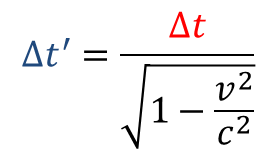 Δt′ = Δt / √(1 − v²/c²)